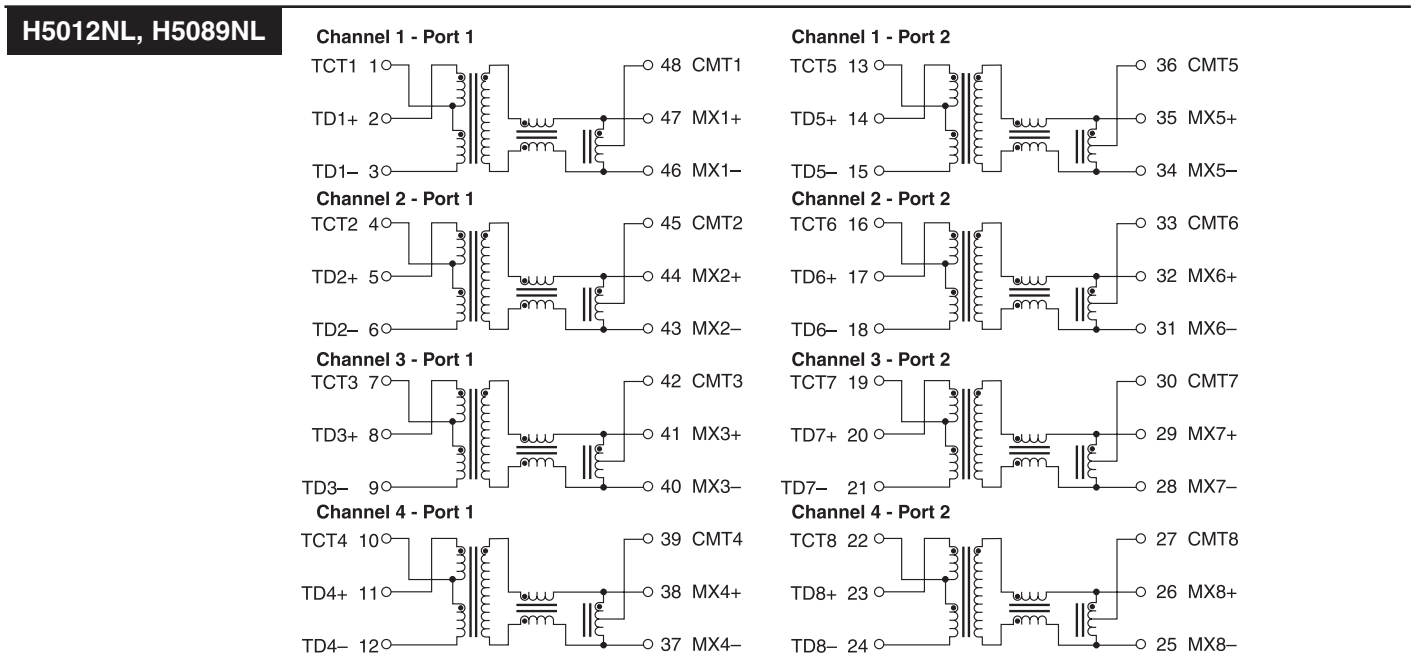 H5012NL, H5089NL
Channel 1 - Port 1
TCT1 1 48 CMT1
TD1+ 2 47 MX1+
TD1– 3 46 MX1–
Channel 2 - Port 1
TCT2 4 45 CMT2
TD2+ 5 44 MX2+
TD2– 6 43 MX2–
Channel 3 - Port 1
TCT3 7 42 CMT3
TD3+ 8 41 MX3+
TD3– 9 40 MX3–
Channel 4 - Port 1
TCT4 10 39 CMT4
TD4+ 11 38 MX4+
TD4– 12 37 MX4–
Channel 1 - Port 2
TCT5 13 36 CMT5
TD5+ 14 35 MX5+
TD5– 15 34 MX5–
Channel 2 - Port 2
TCT6 16 33 CMT6
TD6+ 17 32 MX6+
TD6– 18 31 MX6–
Channel 3 - Port 2
TCT7 19 30 CMT7
TD7+ 20 29 MX7+
TD7– 21 28 MX7–
Channel 4 - Port 2
TCT8 22 27 CMT8
TD8+ 23 26 MX8+
TD8– 24 25 MX8–